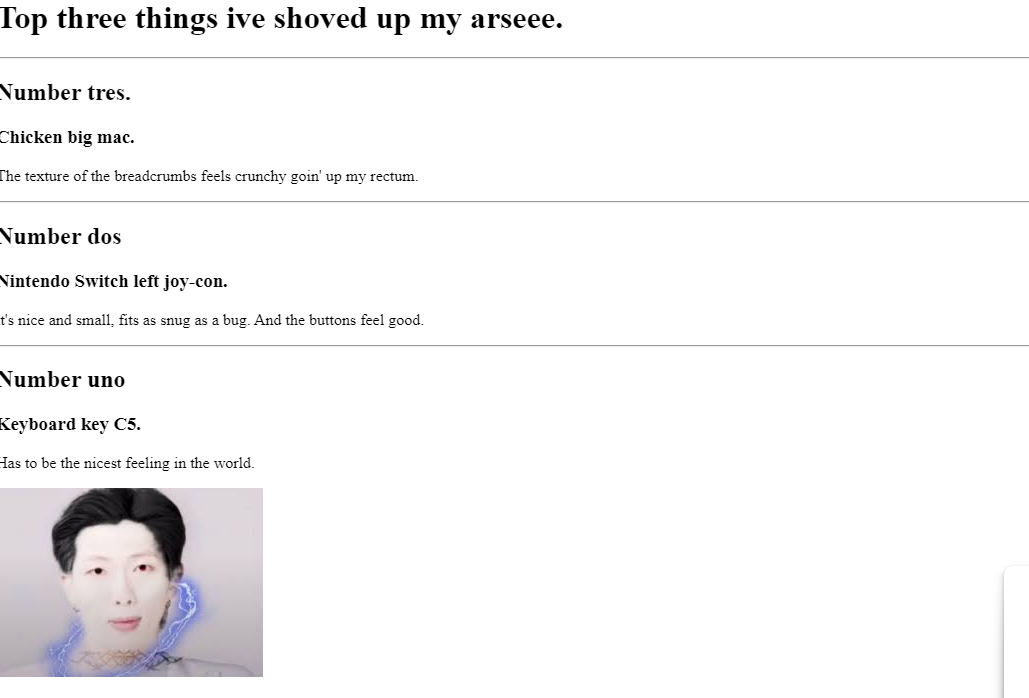 Top three things ive shoved up my arseee.
Number tres.
Chicken big mac.
The texture of the breadcrumbs feels crunchy goin' up my rectum.
Number dos
Nintendo Switch left joy-con.
t's nice and small, fits as snug as a bug. And the buttons feel good.
Number uno
Keyboard key C5.
Has to be the nicest feeling in the world.